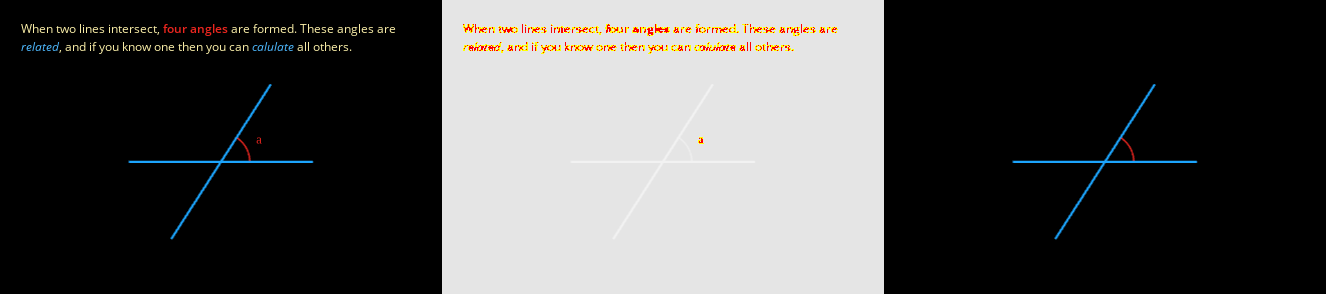 When two lines intersect, four angles are formed. These angles are
related, and if you know one then you can calulate all others.
a
When two lines intersect, four angles are formed. These angles are
related, and if you know one then you can calulate all others.
a